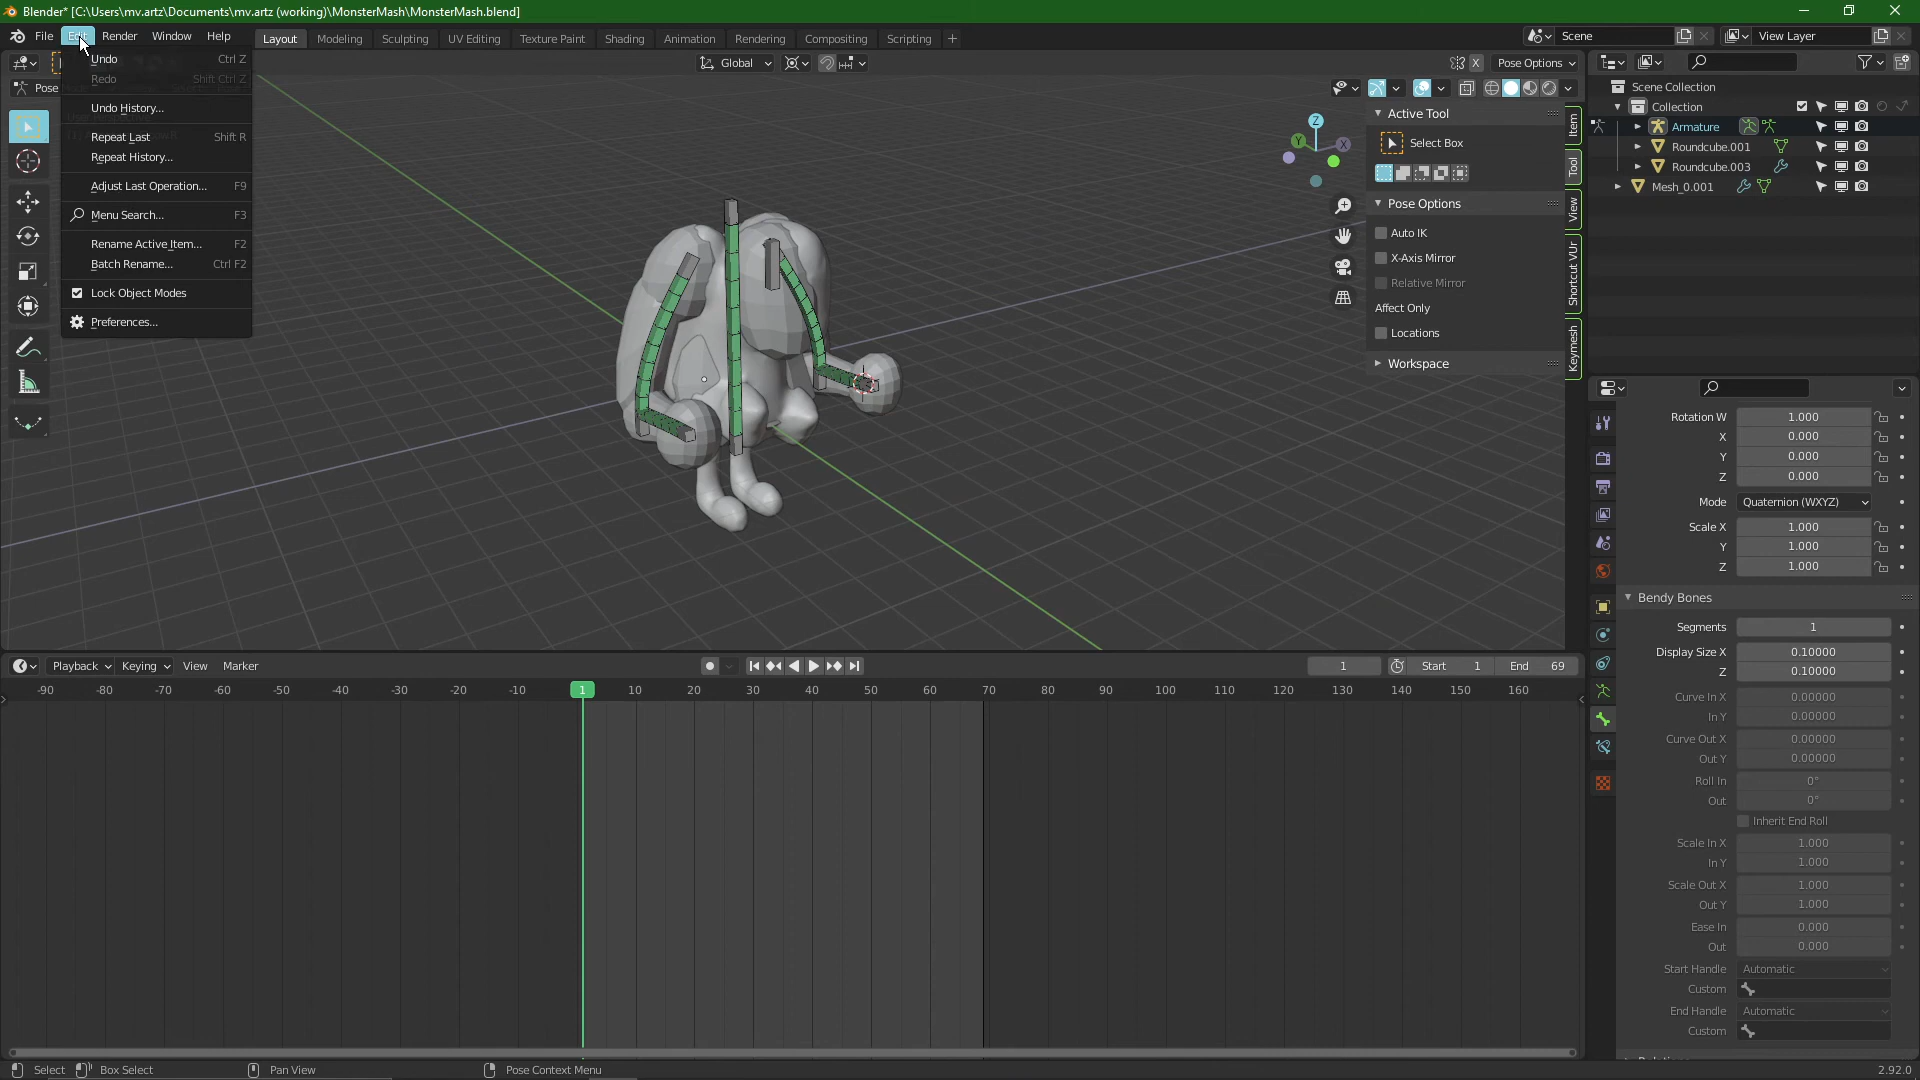 Blender* [C:\Users\mv.artz\Documents\mv.artz (working)\MonsterMash\MonsterMash.blend]
File Edit Render Window Help
Layout Modeling Sculpting UV Editing Texture Paint Shading Animation Rendering Compositing Scripting +
Scene
View Layer
Global
X
Pose Options
Pose
Undo Ctrl Z
Redo Shift Ctrl Z
Undo History...
Repeat Last Shift R
Repeat History...
Adjust Last Operation... F9
Menu Search... F3
Rename Active Item... F2
Batch Rename... Ctrl F2
Lock Object Modes
Preferences...
Z
Y
X
Active Tool
Select Box
Pose Options
Auto IK
X-Axis Mirror
Relative Mirror
Affect Only
Locations
Workspace
Item
Tool
View
Shortcut VUr
Keymesh
Scene Collection
Collection
Armature
Roundcube.001
Roundcube.003
Mesh_0.001
Rotation W 1.000
X 0.000
Y 0.000
Z 0.000
Mode Quaternion (WXYZ)
Scale X 1.000
Y 1.000
Z 1.000
Bendy Bones
Segments 1
Display Size X 0.10000
Z 0.10000
Curve In X 0.00000
In Y 0.00000
Curve Out X 0.00000
Out Y 0.00000
Roll In 0°
Out 0°
Inherit End Roll
Scale In X 1.000
In Y 1.000
Scale Out X 1.000
Out Y 1.000
Ease In 0.000
Out 0.000
Start Handle Automatic
Custom
End Handle Automatic
Custom
Playback Keying View Marker
1 Start 1 End 69
-90 -80 -70 -60 -50 -40 -30 -20 -10 1 10 20 30 40 50 60 70 80 90 100 110 120 130 140 150 160
Select Box Select Pan View Pose Context Menu 2.92.0